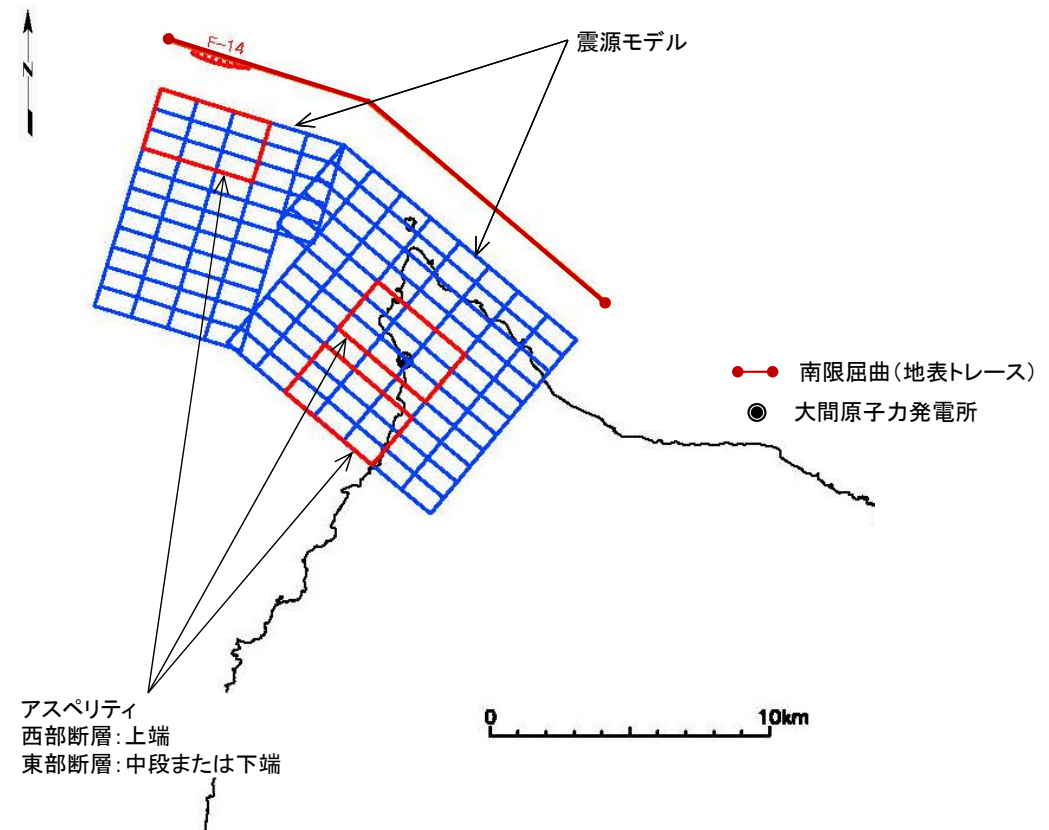 N
F-14
震源モデル
南限屈曲(地表トレース)
大間原子力発電所
アスペリティ
西部断層:上端
東部断層:中段または下端
0 10km